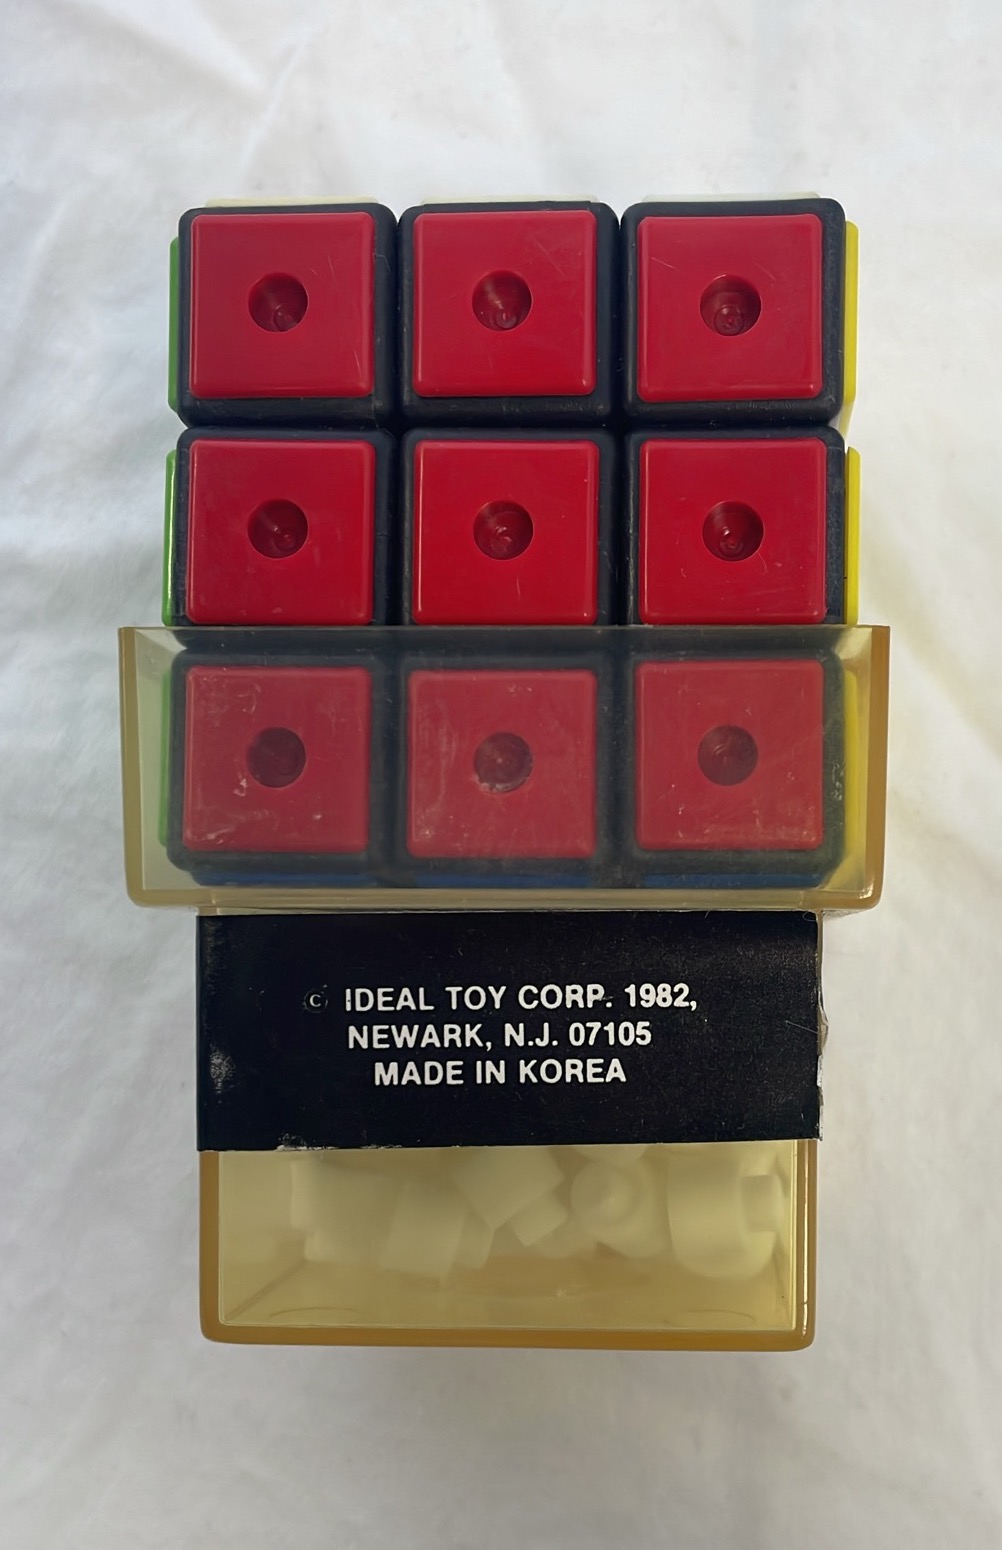 © IDEAL TOY CORP. 1982,
NEWARK, N.J. 07105
MADE IN KOREA